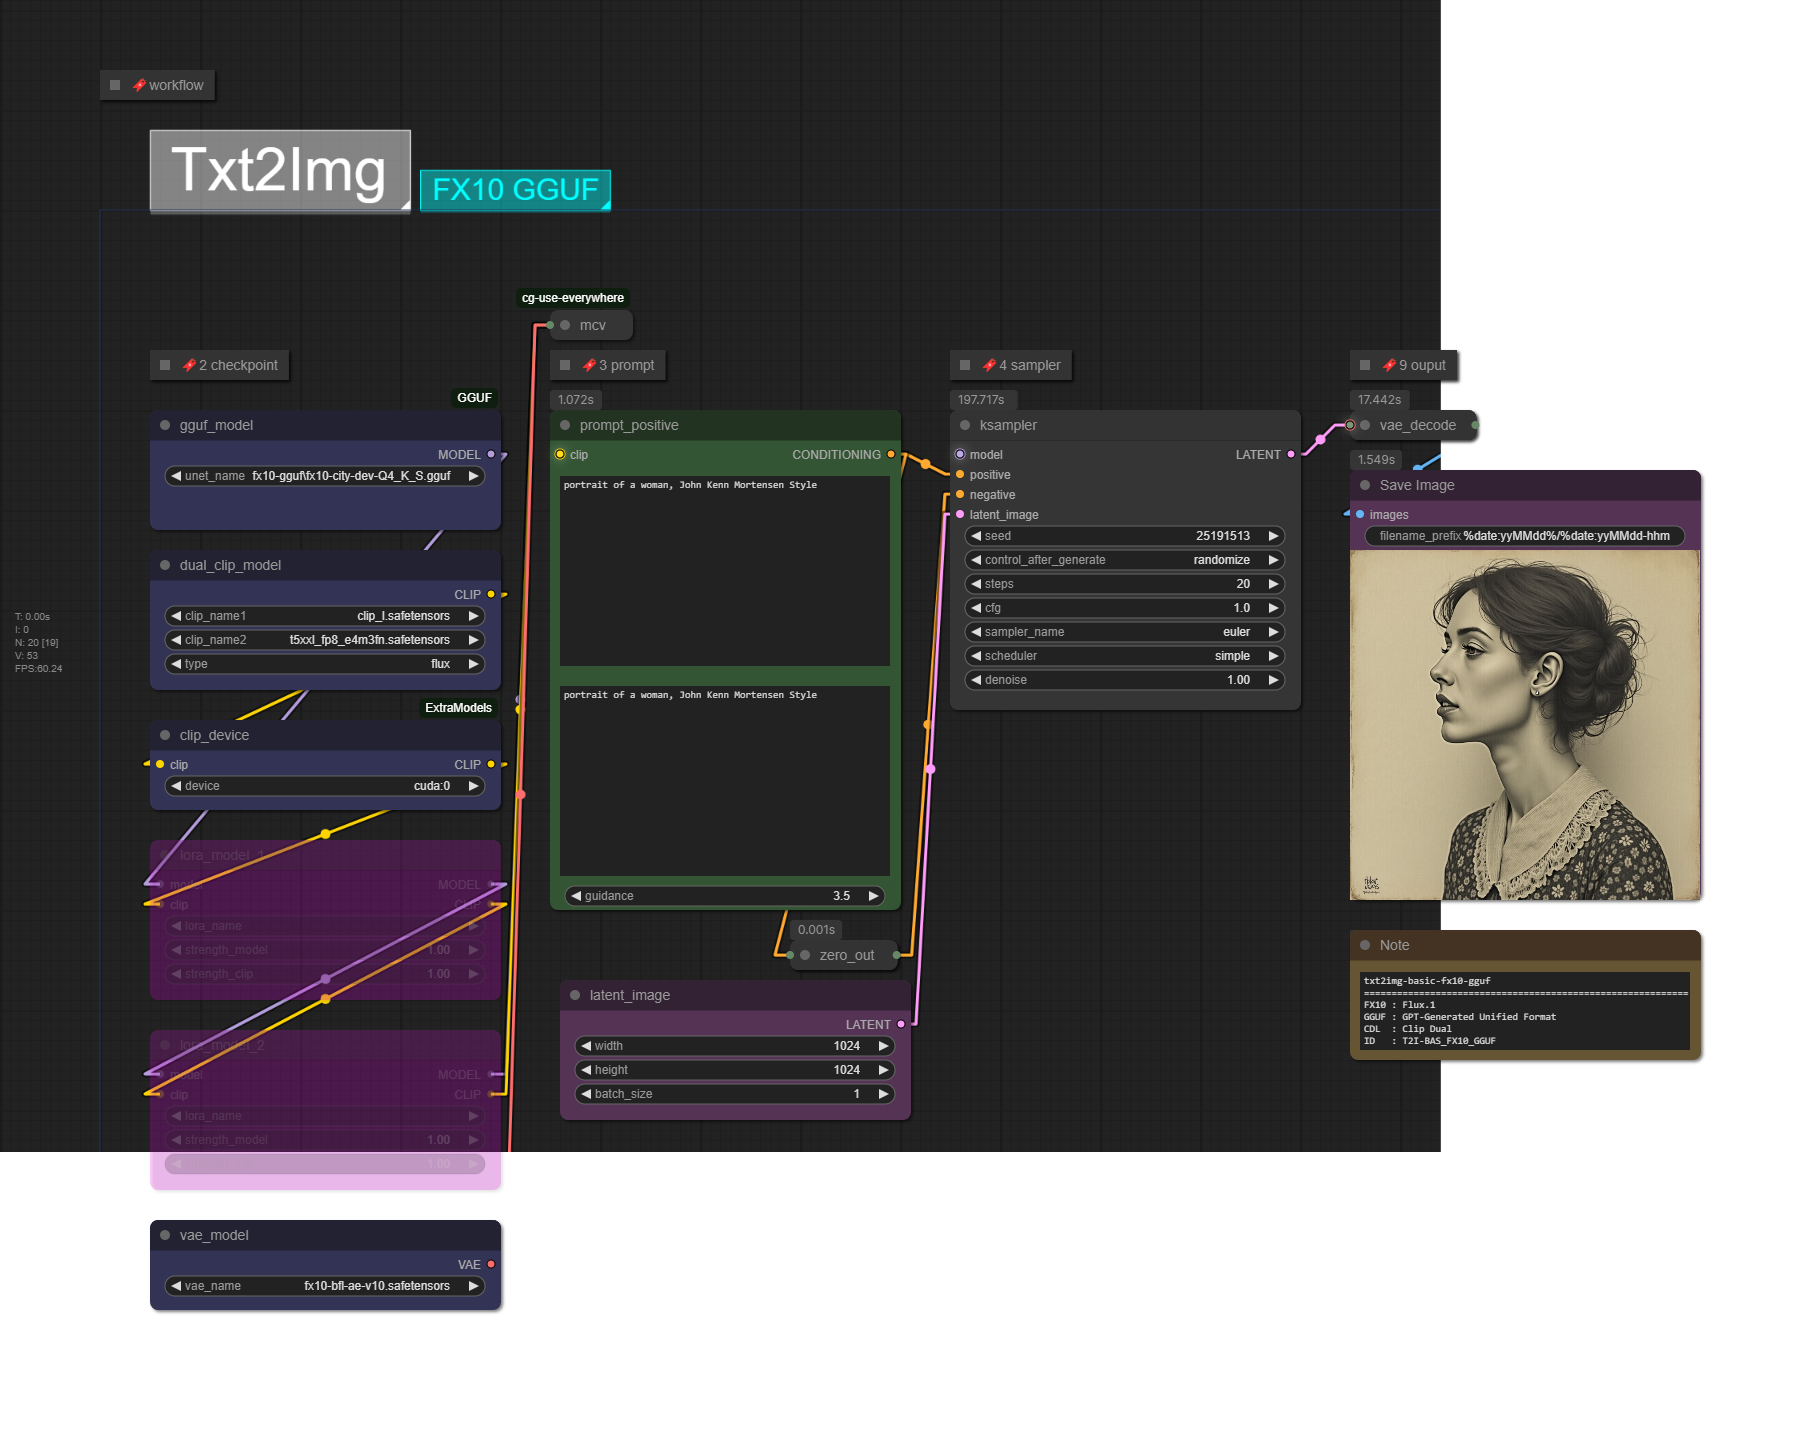 workflow
Txt2Img
FX10 GGUF
cg-use-everywhere
mcv
2 checkpoint
3 prompt
4 sampler
9 ouput
GGUF
gguf_model
MODEL
unet_name fx10-gguf\fx10-city-dev-Q4_K_S.gguf
dual_clip_model
CLIP
clip_name1 clip_l.safetensors
clip_name2 t5xxl_fp8_e4m3fn.safetensors
type flux
T: 0.00s
I: 0
N: 20 [19]
V: 53
FPS:60.24
ExtraModels
clip_device
clip CLIP
device cuda:0
lora_model_1
model MODEL
clip CLIP
lora_name
strength_model 1.00
strength_clip 1.00
lora_model_2
model MODEL
clip CLIP
lora_name
strength_model 1.00
1.00
vae_model
VAE
vae_name fx10-bfl-ae-v10.safetensors
1.072s
prompt_positive
clip CONDITIONING
portrait of a woman, John Kenn Mortensen Style
portrait of a woman, John Kenn Mortensen Style
guidance 3.5
0.001s
zero_out
latent_image
LATENT
width 1024
height 1024
batch_size 1
197.717s
ksampler
model LATENT
positive
negative
latent_image
seed 25191513
control_after_generate randomize
steps 20
cfg 1.0
sampler_name euler
scheduler simple
denoise 1.00
17.442s
vae_decode
1.549s
Save Image
images
filename_prefix %date:yyMMdd%/%date:yyMMdd-hhm
Note
txt2img-basic-fx10-gguf
=========================================================
FX10 : Flux.1
GGUF : GPT-Generated Unified Format
CDL : Clip Dual
ID : T2I-BAS_FX10_GGUF